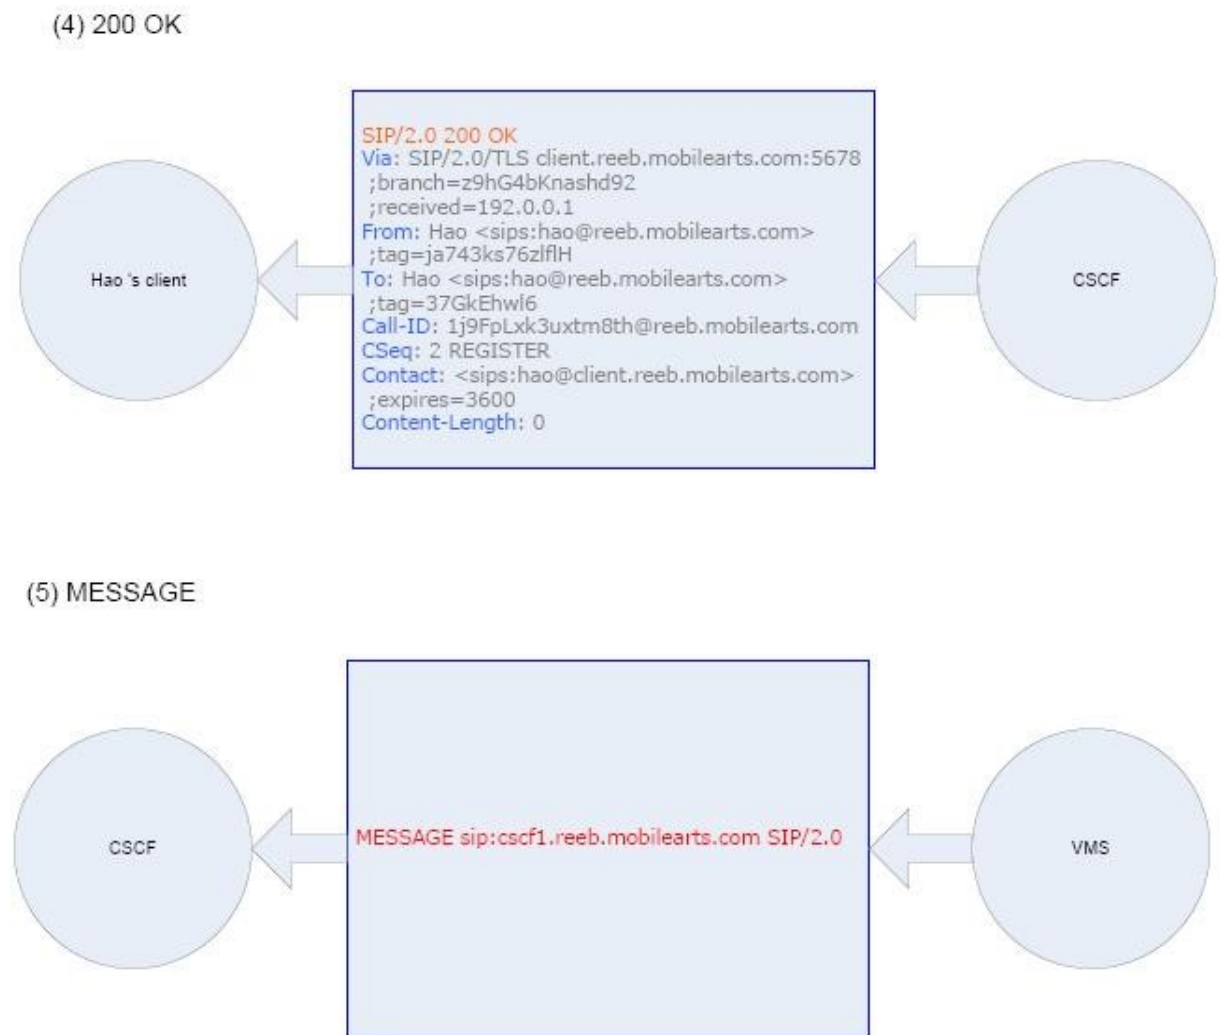 (4) 200 OK
SIP/2.0 200 OK
Via: SIP/2.0/TLS client.reeb.mobilearts.com:5678
;branch=z9hG4bKnashd92
;received=192.0.0.1
From: Hao <sips:hao@reeb.mobilearts.com>
;tag=ja743ks76zlflH
To: Hao <sips:hao@reeb.mobilearts.com>
;tag=37GkEhwl6
Call-ID: 1j9FpLxk3uxtm8th@reeb.mobilearts.com
CSeq: 2 REGISTER
Contact: <sips:hao@client.reeb.mobilearts.com>
;expires=3600
Content-Length: 0
Hao 's client
CSCF
(5) MESSAGE
CSCF
MESSAGE sip:cscf1.reeb.mobilearts.com SIP/2.0
VMS